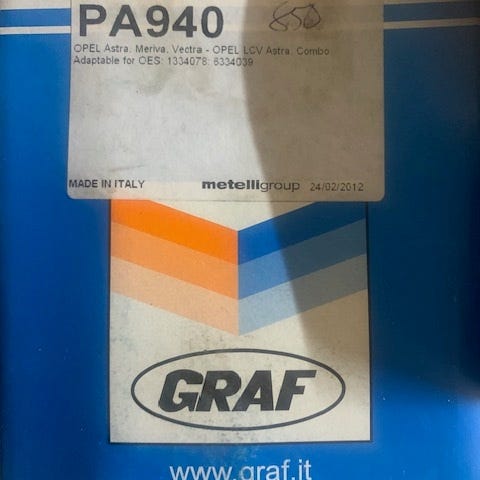 PA940
850
OPEL Astra, Meriva, Vectra - OPEL LCV Astra, Combo
Adaptable for OES: 1334078; 6334039
MADE IN ITALY metelligroup 24/02/2012
GRAF
www.graf.it